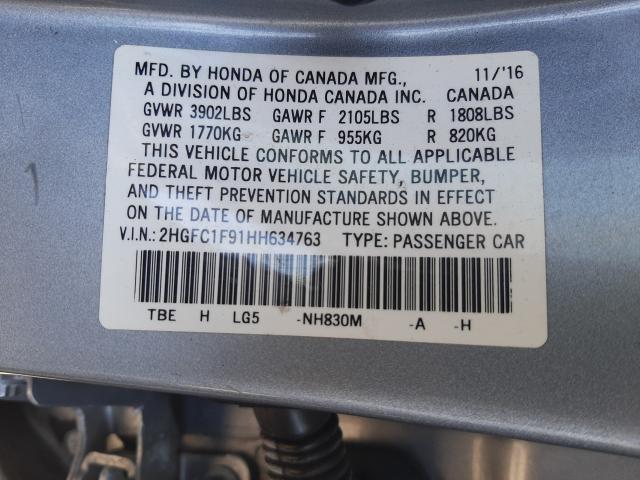 MFD. BY HONDA OF CANADA MFG., 11/'16
A DIVISION OF HONDA CANADA INC. CANADA
GVWR 3902LBS GAWR F 2105LBS R 1808LBS
GVWR 1770KG GAWR F 955KG R 820KG
THIS VEHICLE CONFORMS TO ALL APPLICABLE
FEDERAL MOTOR VEHICLE SAFETY, BUMPER,
AND THEFT PREVENTION STANDARDS IN EFFECT
ON THE DATE OF MANUFACTURE SHOWN ABOVE.
V.I.N.: 2HGFC1F91HH634763 TYPE: PASSENGER CAR
TBE H LG5 -NH830M -A -H